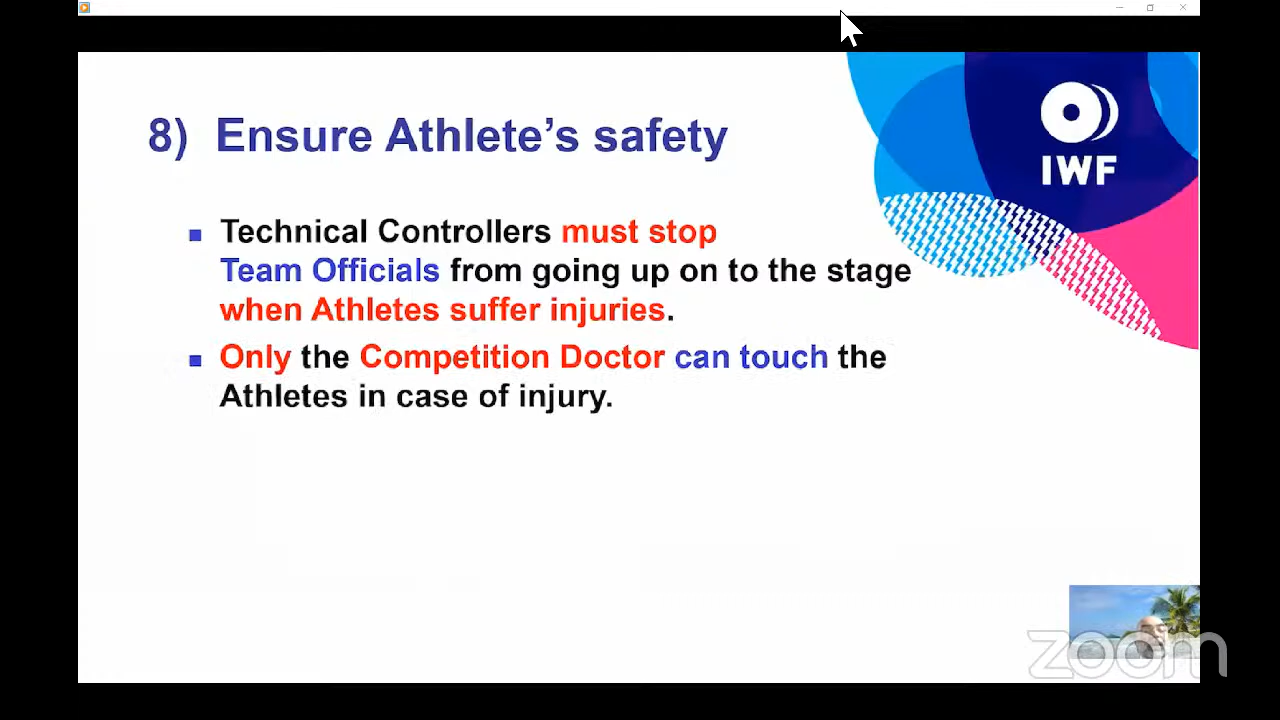 8) Ensure Athlete’s safety
IWF
Technical Controllers must stop
Team Officials from going up on to the stage
when Athletes suffer injuries.
Only the Competition Doctor can touch the
Athletes in case of injury.
zoom